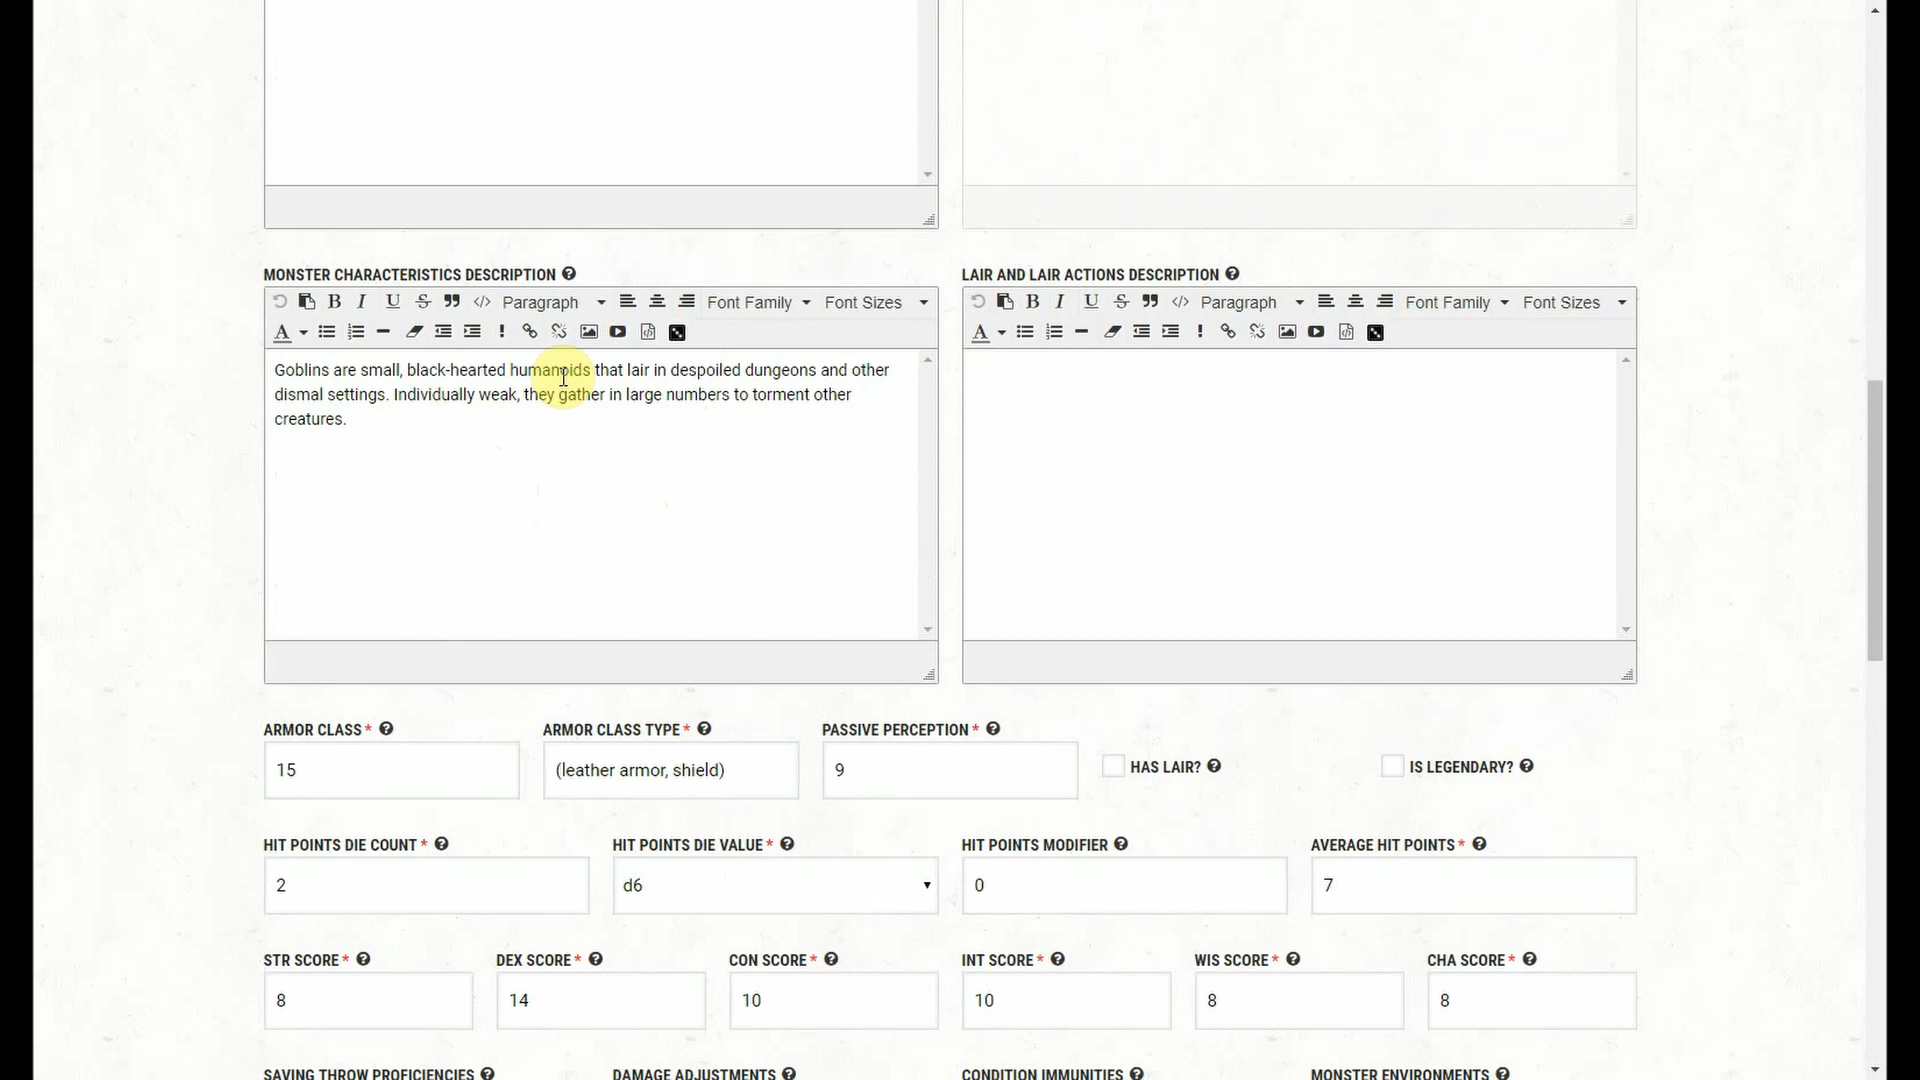 MONSTER CHARACTERISTICS DESCRIPTION
LAIR AND LAIR ACTIONS DESCRIPTION
Paragraph
Font Family
Font Sizes
Paragraph
Font Family
Font Sizes
Goblins are small, black-hearted humanoids that lair in despoiled dungeons and other
dismal settings. Individually weak, they gather in large numbers to torment other
creatures.
ARMOR CLASS*
ARMOR CLASS TYPE*
PASSIVE PERCEPTION*
15
(leather armor, shield)
9
HAS LAIR?
IS LEGENDARY?
HIT POINTS DIE COUNT*
HIT POINTS DIE VALUE*
HIT POINTS MODIFIER
AVERAGE HIT POINTS*
2
d6
0
7
STR SCORE*
DEX SCORE*
CON SCORE*
INT SCORE*
WIS SCORE*
CHA SCORE*
8
14
10
10
8
8
SAVING THROW PROFICIENCIES
DAMAGE ADJUSTMENTS
CONDITION IMMUNITIES
MONSTER ENVIRONMENTS